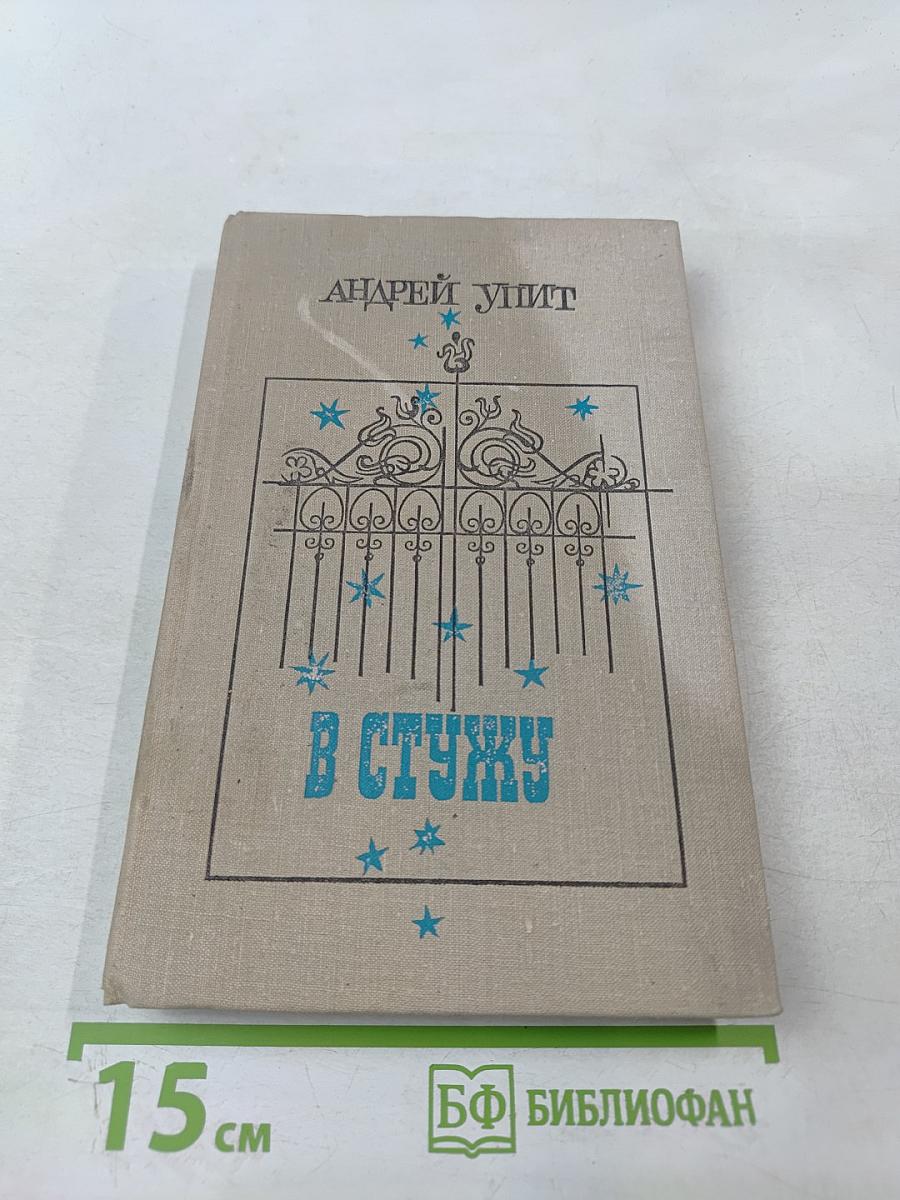 АНДРЕЙ УПИТ
В СТУЖУ
15 см
БФ БИБЛИОФАН